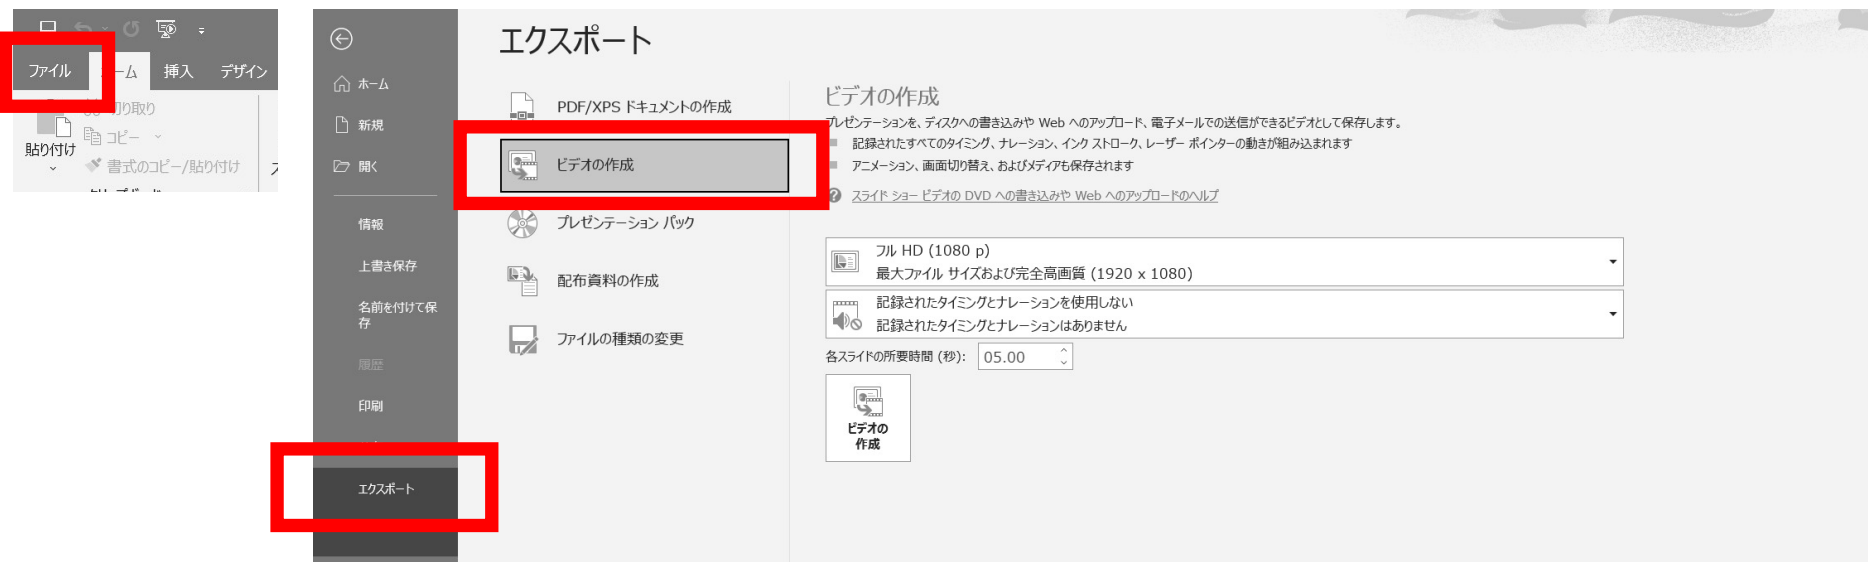 ファイル
ーム
挿入
デザイン
切り取り
コピー
貼り付け
書式のコピー/貼り付け
ホーム
新規
開く
情報
上書き保存
名前を付けて保
存
履歴
印刷
エクスポート
エクスポート
PDF/XPS ドキュメントの作成
ビデオの作成
プレゼンテーション パック
配布資料の作成
ファイルの種類の変更
ビデオの作成
プレゼンテーションを、ディスクへの書き込みや Web へのアップロード、電子メールでの送信ができるビデオとして保存します。
記録されたすべてのタイミング、ナレーション、インク ストローク、レーザー ポインターの動きが組み込まれます
アニメーション、画面切り替え、およびメディアも保存されます
スライド ショー ビデオの DVD への書き込みや Web へのアップロードのヘルプ
フル HD (1080 p)
最大ファイル サイズおよび完全高画質 (1920 x 1080)
記録されたタイミングとナレーションを使用しない
記録されたタイミングとナレーションはありません
各スライドの所要時間 (秒): 05.00
ビデオの
作成